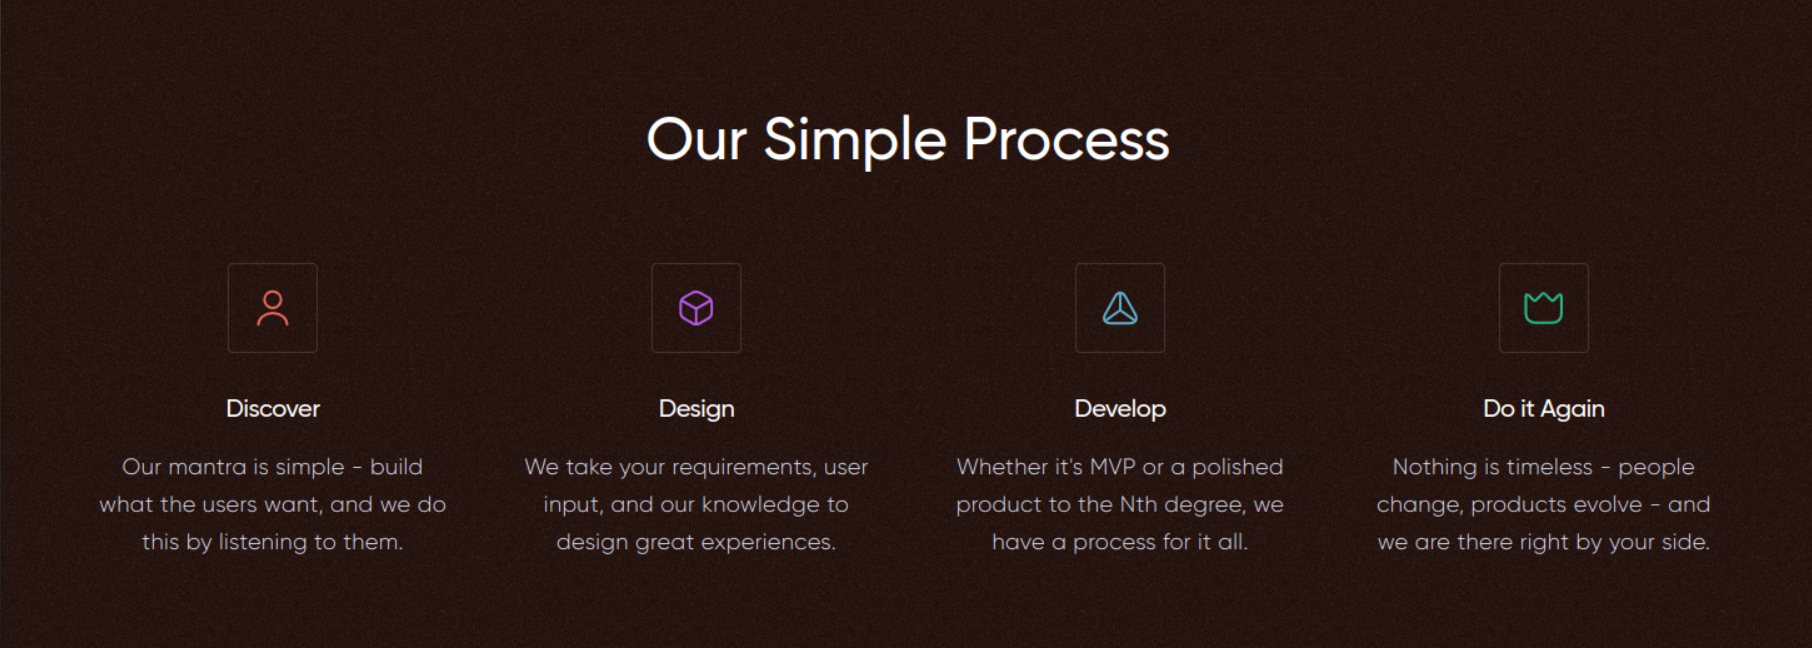 Our Simple Process
Discover
Our mantra is simple - build
what the users want, and we do
this by listening to them.
Design
We take your requirements, user
input, and our knowledge to
design great experiences.
Develop
Whether it's MVP or a polished
product to the Nth degree, we
have a process for it all.
Do it Again
Nothing is timeless - people
change, products evolve - and
we are there right by your side.